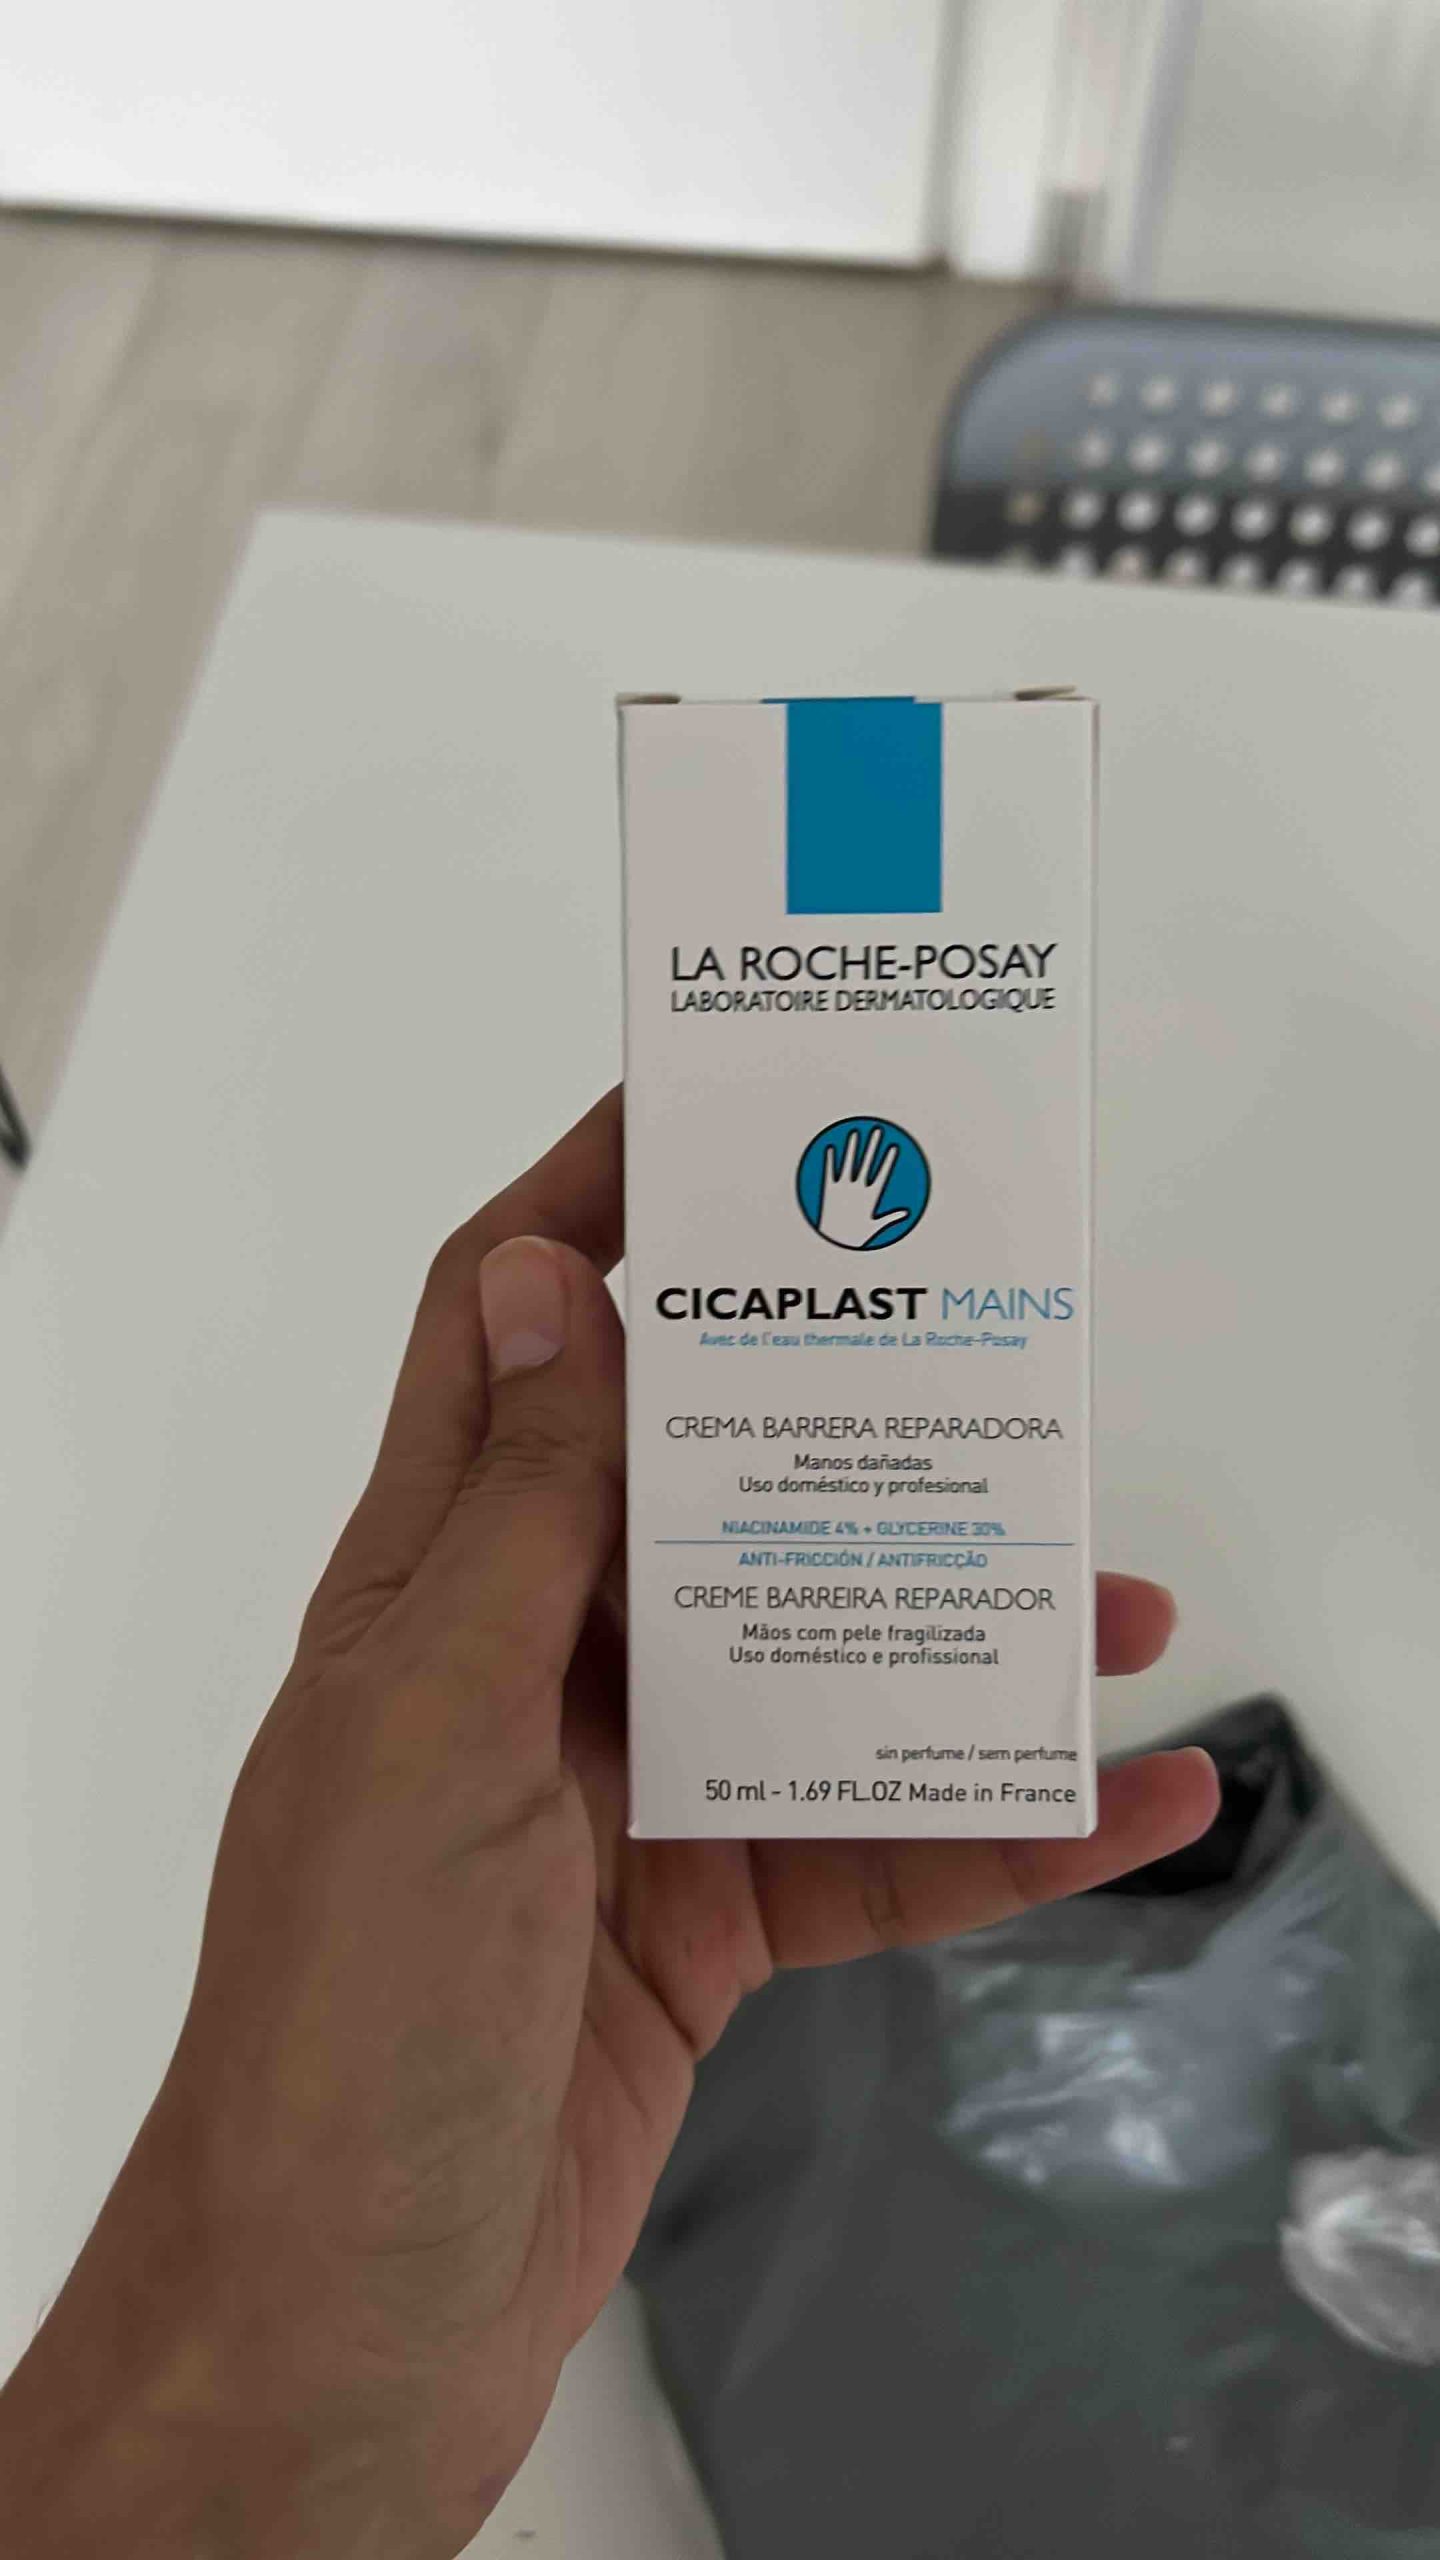 LA ROCHE-POSAY
LABORATOIRE DERMATOLOGIQUE
CICAPLAST MAINS
Avec de l'eau thermale de La Roche-Posay
CREMA BARRERA REPARADORA
Manos dañadas
Uso doméstico y profesional
NIACINAMIDE 4% + GLYCERINE 30%
ANTI-FRICCIÓN / ANTIFRICÇÃO
CREME BARREIRA REPARADOR
Mãos com pele fragilizada
Uso doméstico e profissional
sin perfume / sem perfume
50 ml - 1.69 FL.OZ Made in France